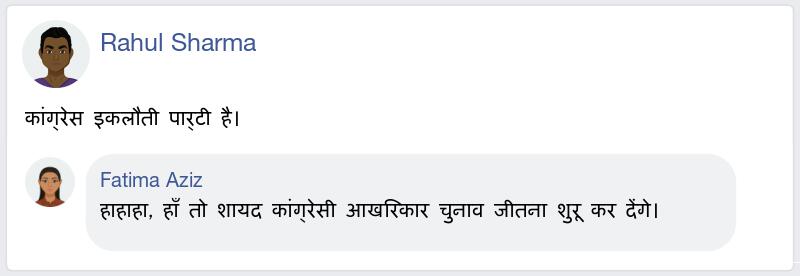 Rahul Sharma
कांग्रेस इकलौती पार्टी है।
Fatima Aziz
हाहाहा, हाँ तो शायद कांग्रेसी आखरिकार चुनाव जीतना शुरू कर देंगे।